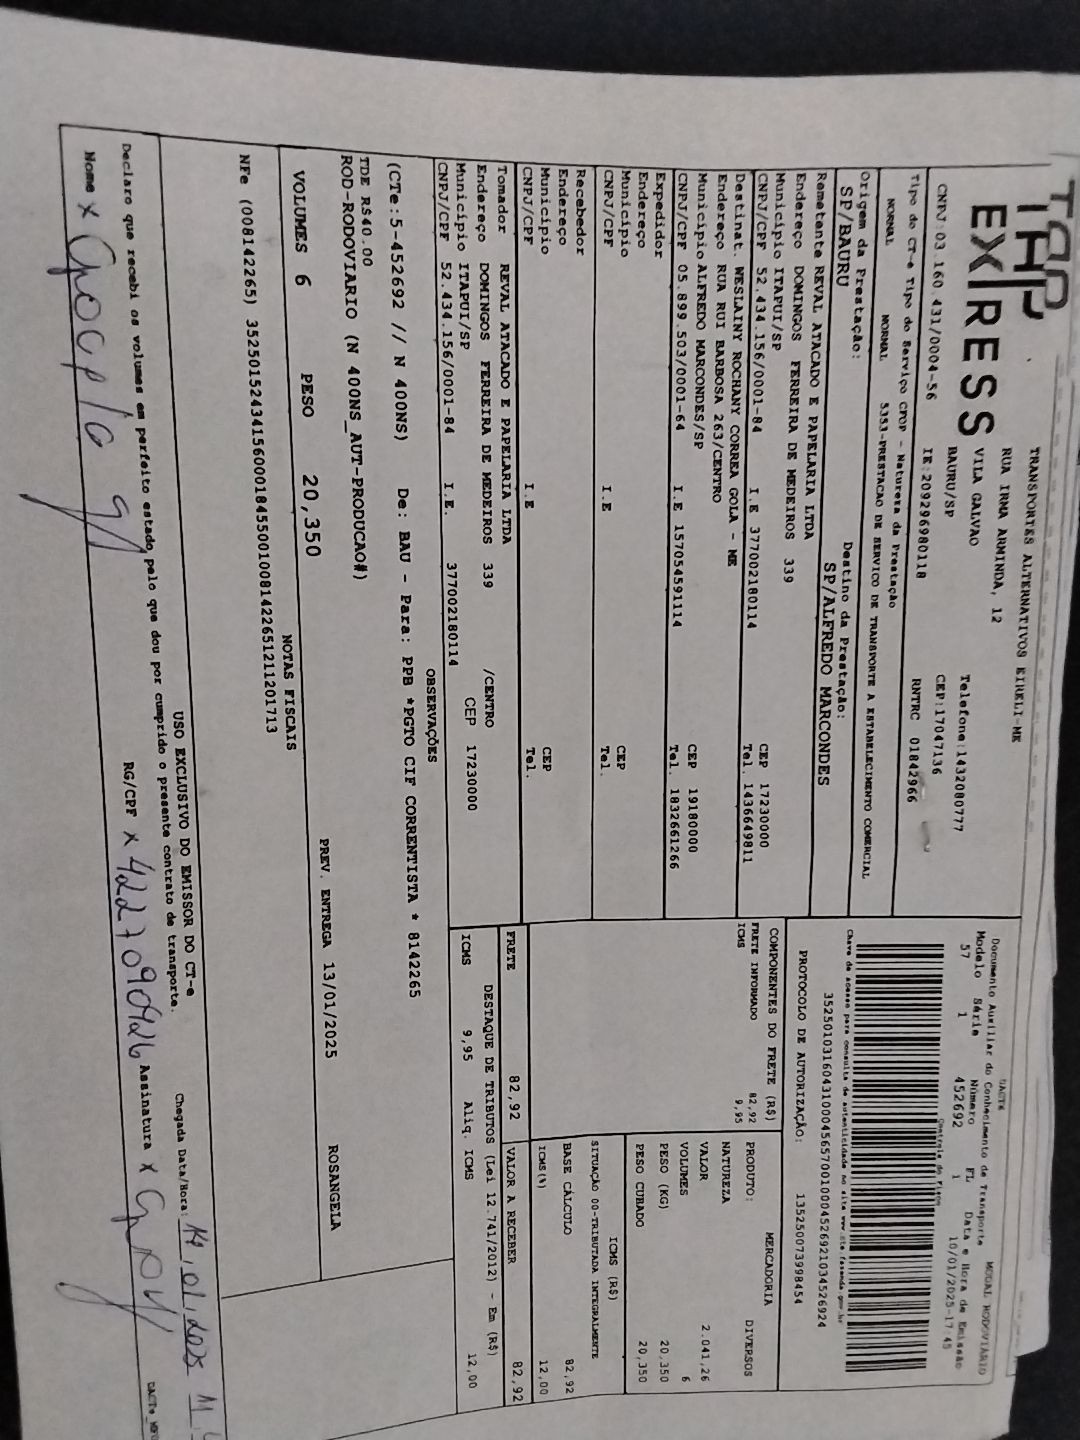 TAP
EXPRESS
TRANSPORTES ALTERNATIVOS EIRELI-ME
RUA IRMA ARMINDA, 12
VILA GALVAO
BAURU/SP
Telefone:1432080777
CEP:17047136
CNPJ:03.160.431/0004-56 IE:209296980118 RNTRC 01842966
Tipo do CT-e Tipo do Serviço CFOP - Natureza da Prestação
NORMAL NORMAL 5353-PRESTACAO DE SERVICO DE TRANSPORTE A ESTABELECIMENTO COMERCIAL
Origem da Prestação: Destino da Prestação:
SP/BAURU SP/ALFREDO MARCONDES
Remetente REVAL ATACADO E PAPELARIA LTDA
Endereço DOMINGOS FERREIRA DE MEDEIROS 339
Município ITAPUI/SP CEP 17230000
CNPJ/CPF 52.434.156/0001-84 I.E 377002180114 Tel. 1436649811
Destinat. WESLAINY ROCHANY CORREA GOLA - ME
Endereço RUA RUI BARBOSA 263/CENTRO
Município ALFREDO MARCONDES/SP CEP 19180000
CNPJ/CPF 05.899.503/0001-64 I.E 157054591114 Tel. 1832661266
Expedidor
Endereço
Município CEP
CNPJ/CPF I.E Tel.
Recebedor
Endereço
Município CEP
CNPJ/CPF I.E Tel.
Tomador REVAL ATACADO E PAPELARIA LTDA
Endereço DOMINGOS FERREIRA DE MEDEIROS 339 /CENTRO
Município ITAPUI/SP CEP 17230000
CNPJ/CPF 52.434.156/0001-84 I.E. 377002180114
DACTE
Documento Auxiliar do Conhecimento de Transporte MODAL RODOVIÁRIO
Modelo Série Número FL Data e Hora de Emissão
57 1 452692 1 10/01/2025-17:45
Controle do Fisco
Chave de acesso para consulta de autenticidade no site www.cte.fazenda.gov.br
35250103160431000456570010004526921034526924
PROTOCOLO DE AUTORIZAÇÃO: 135250073998454
COMPONENTES DO FRETE (R$)
FRETE INFORMADO 82,92
ICMS 9,95
MERCADORIA
PRODUTO: DIVERSOS
NATUREZA
VALOR 2.041,26
VOLUMES 6
PESO (KG) 20,350
PESO CUBADO 20,350
ICMS (R$)
SITUAÇÃO 00-TRIBUTADA INTEGRALMENTE
BASE CÁLCULO 82,92
ICMS(%) 12,00
FRETE 82,92 VALOR A RECEBER 82,92
DESTAQUE DE TRIBUTOS (Lei 12.741/2012) - Em (R$)
ICMS 9,95 Aliq. ICMS 12,00
OBSERVAÇÕES
(CTe:5-452692 // N 400NS) De: BAU - Para: PPB *PGTO CIF CORRENTISTA * 8142265
TDE R$40.00
ROD-RODOVIARIO (N 400NS_AUT-PRODUCAO#)
VOLUMES 6 PESO 20,350 PREV. ENTREGA 13/01/2025 ROSANGELA
NOTAS FISCAIS
NFe (008142265)
USO EXCLUSIVO DO EMISSOR DO CT-e
Declaro que recebi os volumes em perfeito estado pelo que dou por cumprido o presente contrato de transporte.
Chegada Data/Hora:
Nome x RG/CPF x 422709092 Assinatura x